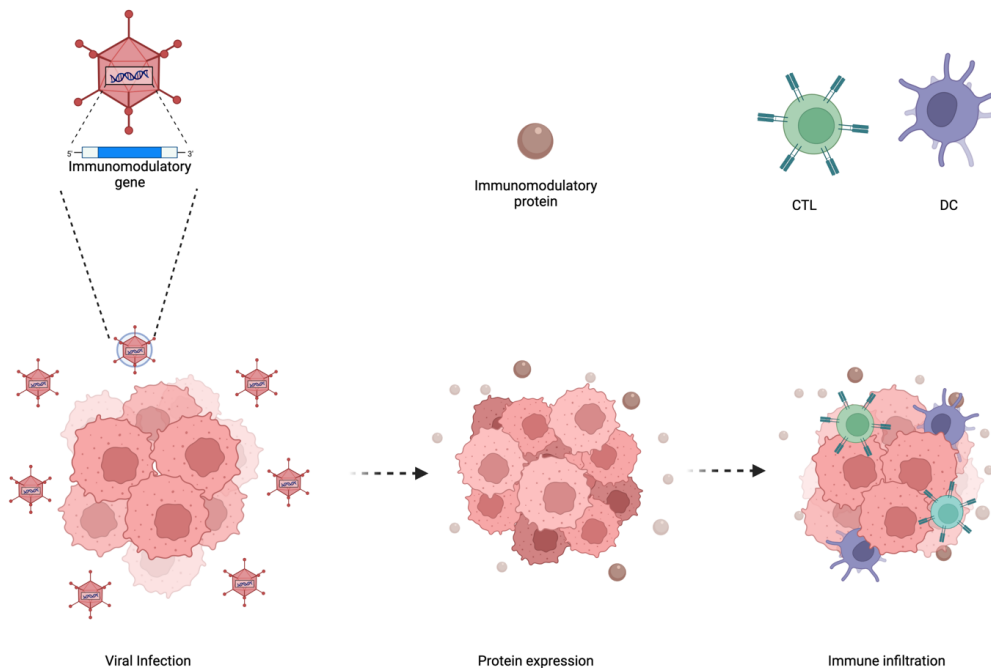 5' 3'
Immunomodulatory
gene
Immunomodulatory
protein
CTL
DC
Viral Infection
Protein expression
Immune infiltration